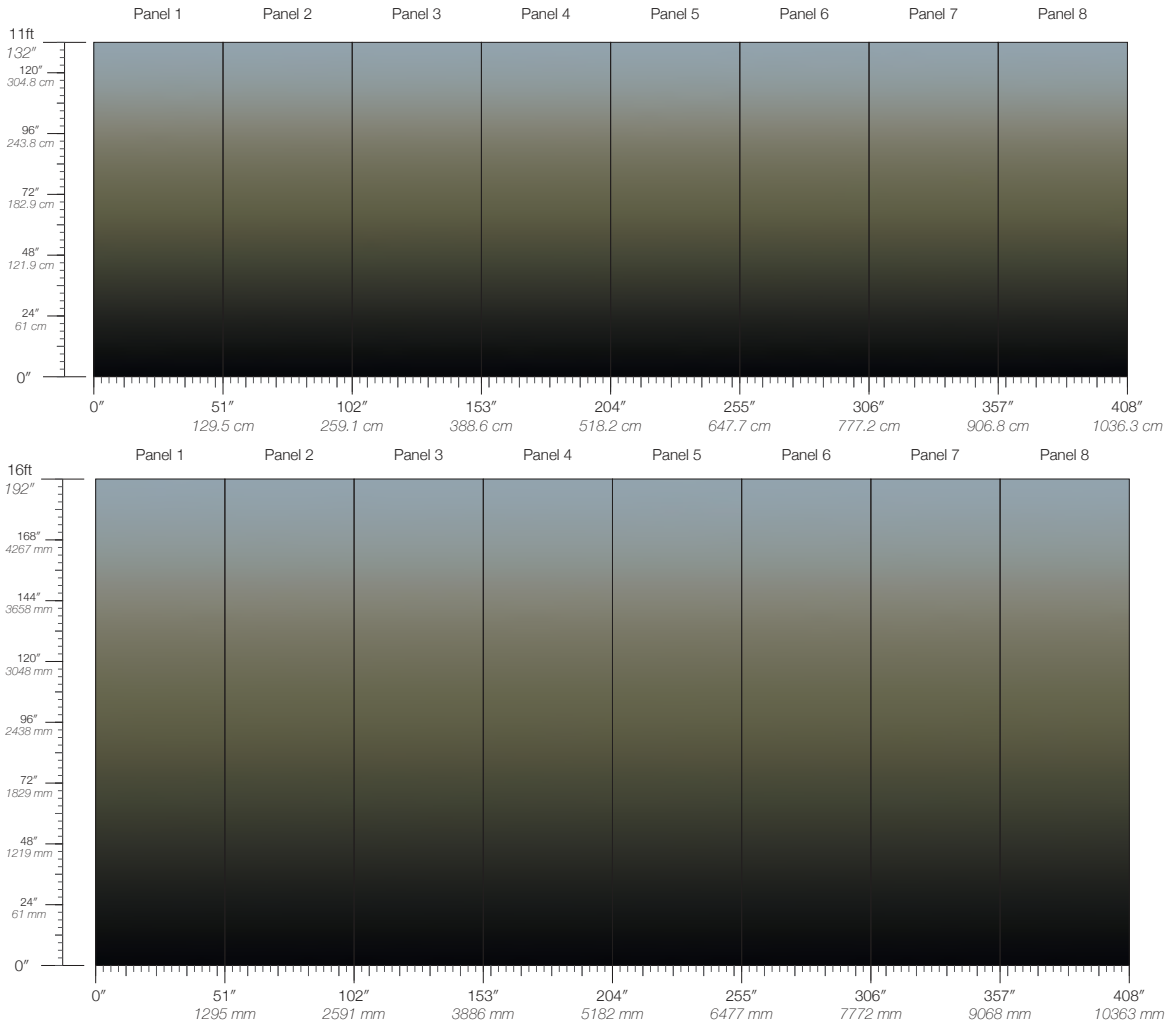 Panel 1 Panel 2 Panel 3 Panel 4 Panel 5 Panel 6 Panel 7 Panel 8
11ft
132″
120″
304.8 cm
96″
243.8 cm
72″
182.9 cm
48″
121.9 cm
24″
61 cm
0″
0″ 51″ 102″ 153″ 204″ 255″ 306″ 357″ 408″
129.5 cm 259.1 cm 388.6 cm 518.2 cm 647.7 cm 777.2 cm 906.8 cm 1036.3 cm
Panel 1 Panel 2 Panel 3 Panel 4 Panel 5 Panel 6 Panel 7 Panel 8
16ft
192″
168″
4267 mm
144″
3658 mm
120″
3048 mm
96″
2438 mm
72″
1829 mm
48″
1219 mm
24″
61 mm
0″
0″ 51″ 102″ 153″ 204″ 255″ 306″ 357″ 408″
1295 mm 2591 mm 3886 mm 5182 mm 6477 mm 7772 mm 9068 mm 10363 mm